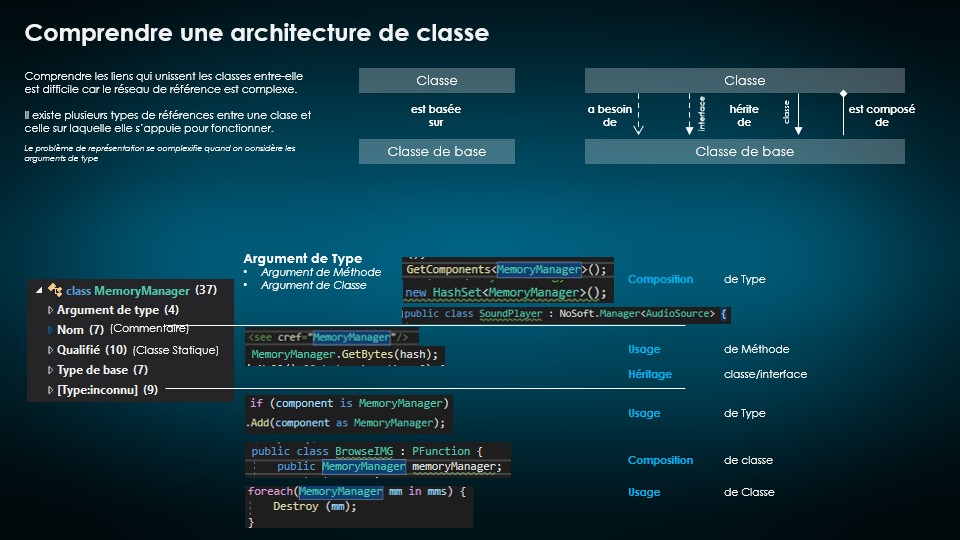 Comprendre une architecture de classe
Comprendre les liens qui unissent les classes entre-elle
est difficile car le réseau de référence est complexe.
Il existe plusieurs types de références entre une clase et
celle sur laquelle elle s'appuie pour fonctionner.
Le problème de représentation se complexifie quand on considère les
arguments de type
Classe
est basée
sur
Classe de base
Classe
a besoin
de
interface
hérite
de
classe
est composé
de
Classe de base
class MemoryManager (37)
Argument de type (4)
Nom (7) (Commentaire)
Qualifié (10) (Classe Statique)
Type de base (7)
[Type:inconnu] (9)
Argument de Type
• Argument de Méthode
• Argument de Classe
GetComponents<MemoryManager>();
new HashSet<MemoryManager>();
public class SoundPlayer : NoSoft.Manager<AudioSource> {
Composition de Type
<see cref="MemoryManager"/>
MemoryManager.GetBytes(hash);
Usage de Méthode
Héritage classe/interface
if (component is MemoryManager)
.Add(component as MemoryManager);
Usage de Type
public class BrowseIMG : PFunction {
public MemoryManager memoryManager;
Composition de classe
foreach(MemoryManager mm in mms) {
Destroy (mm);
}
Usage de Classe